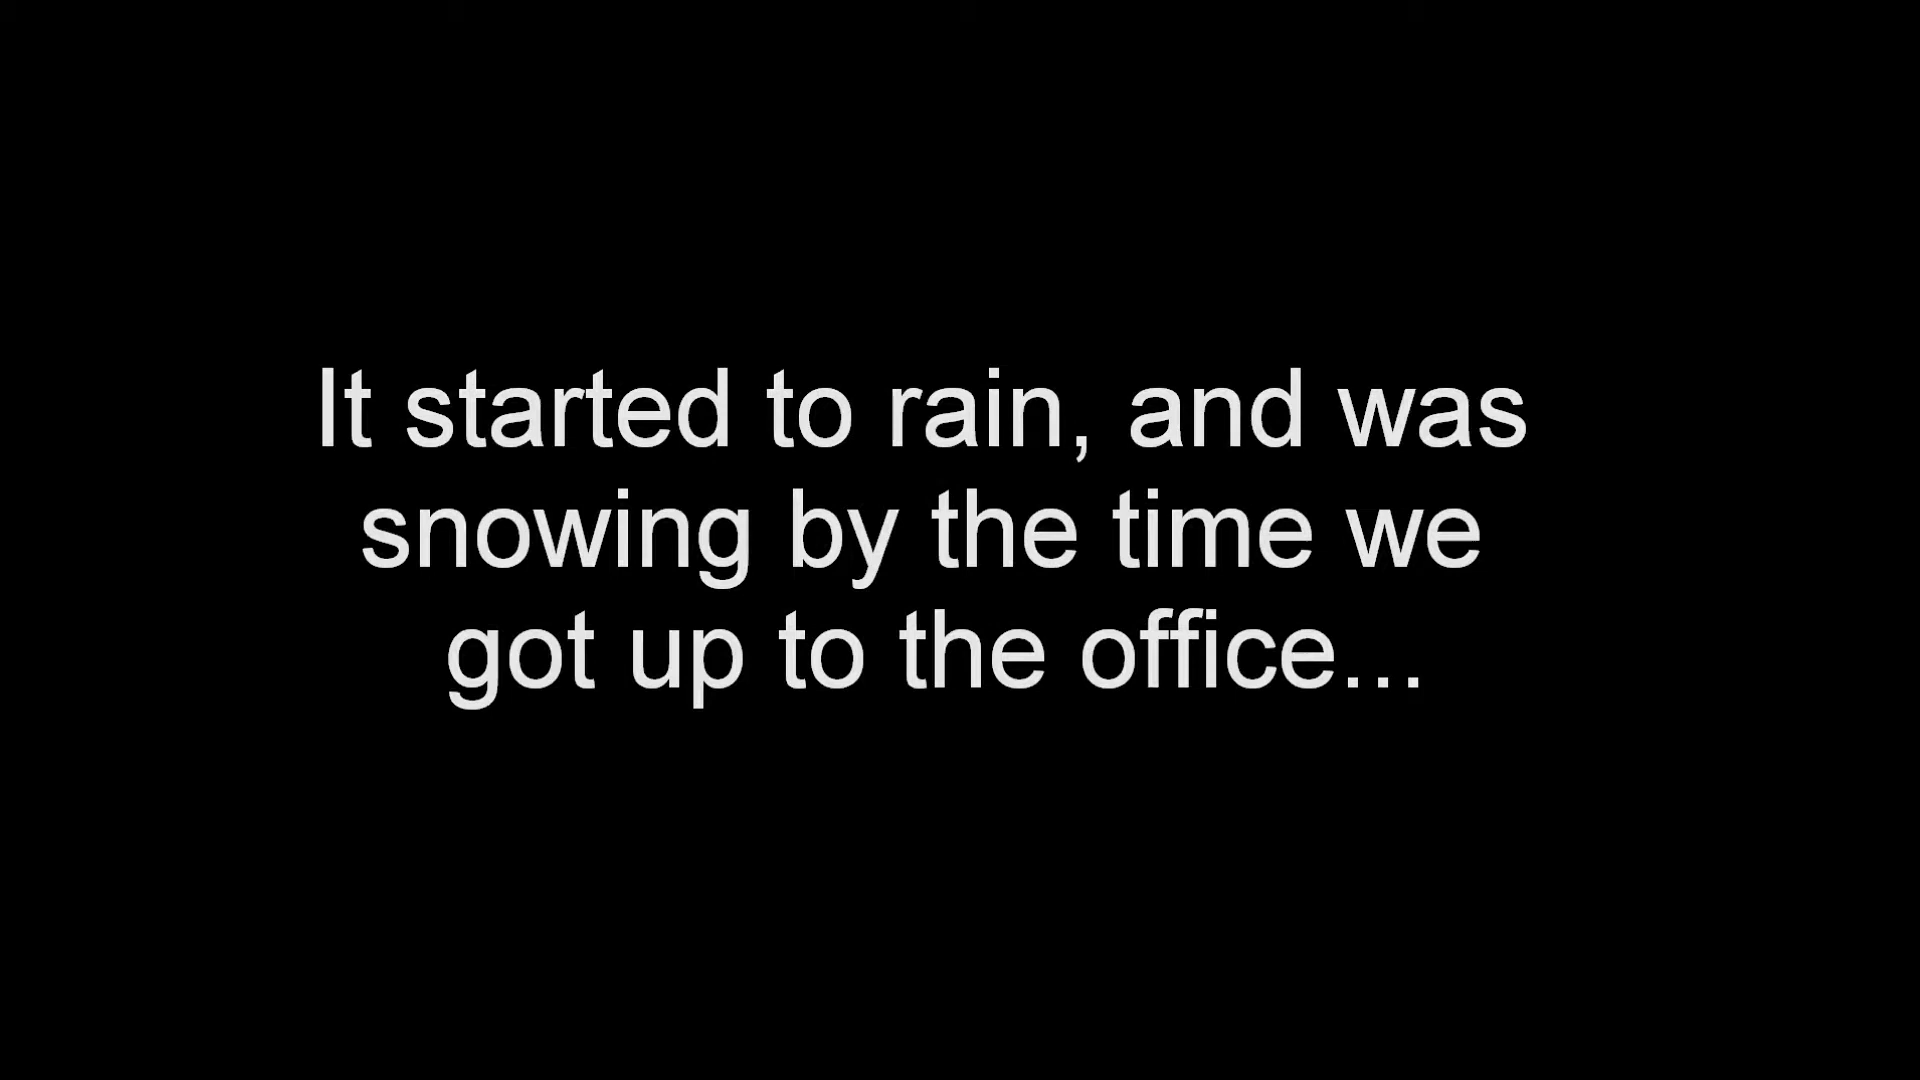 It started to rain, and was
snowing by the time we
got up to the office...